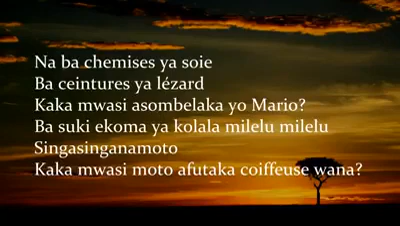 Na ba chemises ya soie
Ba ceintures ya lézard
Kaka mwasi asombelaka yo Mario?
Ba suki ekoma ya kolala milelu milelu
Singasinganamoto
Kaka mwasi moto afutaka coiffeuse wana?